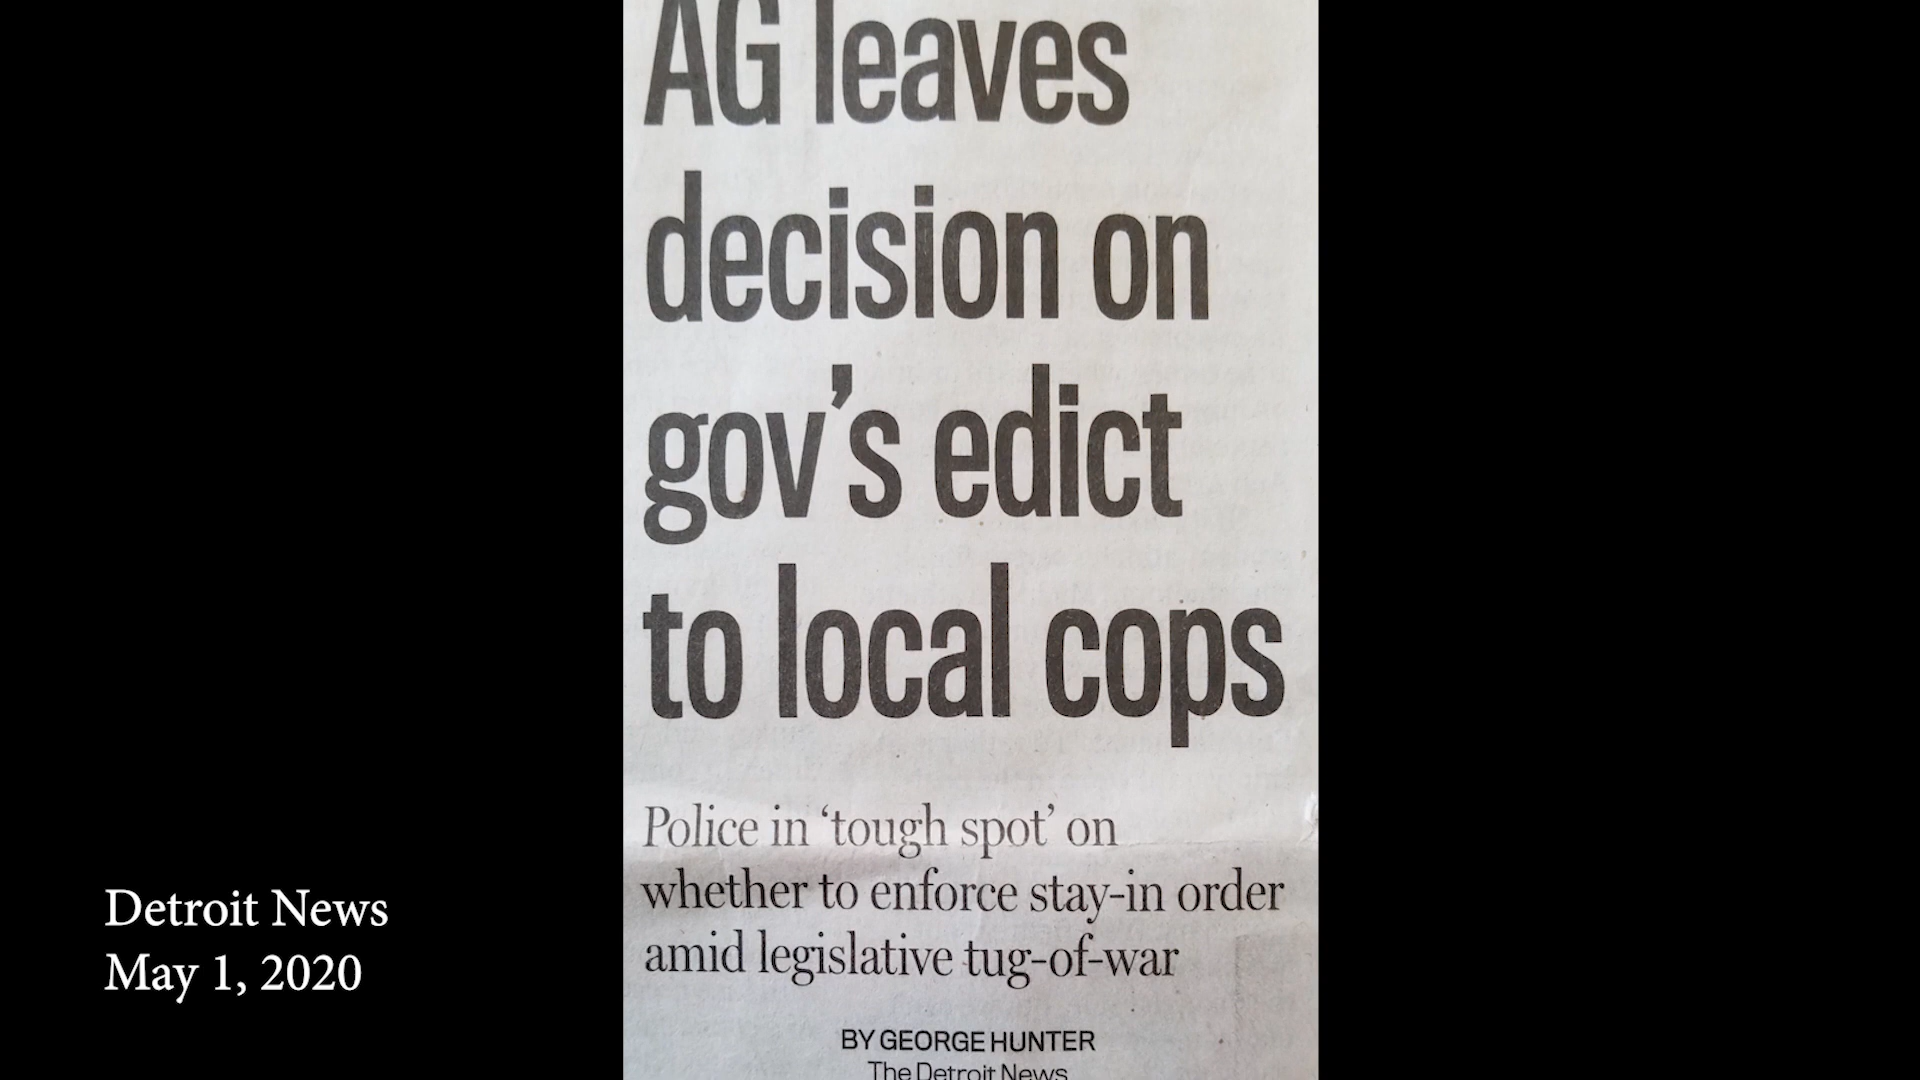 AG leaves
decision on
gov's edict
to local cops
Police in ‘tough spot’ on
whether to enforce stay-in order
amid legislative tug-of-war
BY GEORGE HUNTER
The Detroit News
Detroit News
May 1, 2020